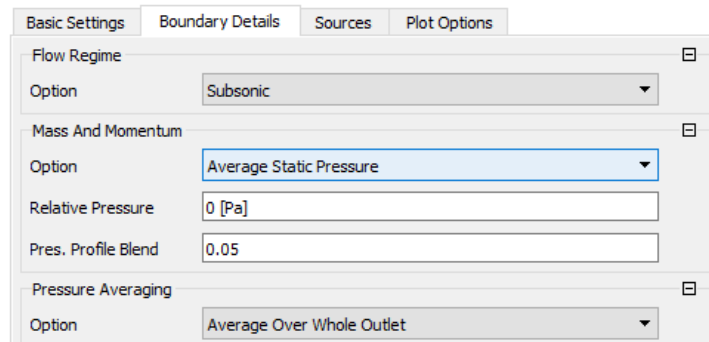 Basic Settings Boundary Details Sources Plot Options
Flow Regime
Option Subsonic
Mass And Momentum
Option Average Static Pressure
Relative Pressure 0 [Pa]
Pres. Profile Blend 0.05
Pressure Averaging
Option Average Over Whole Outlet